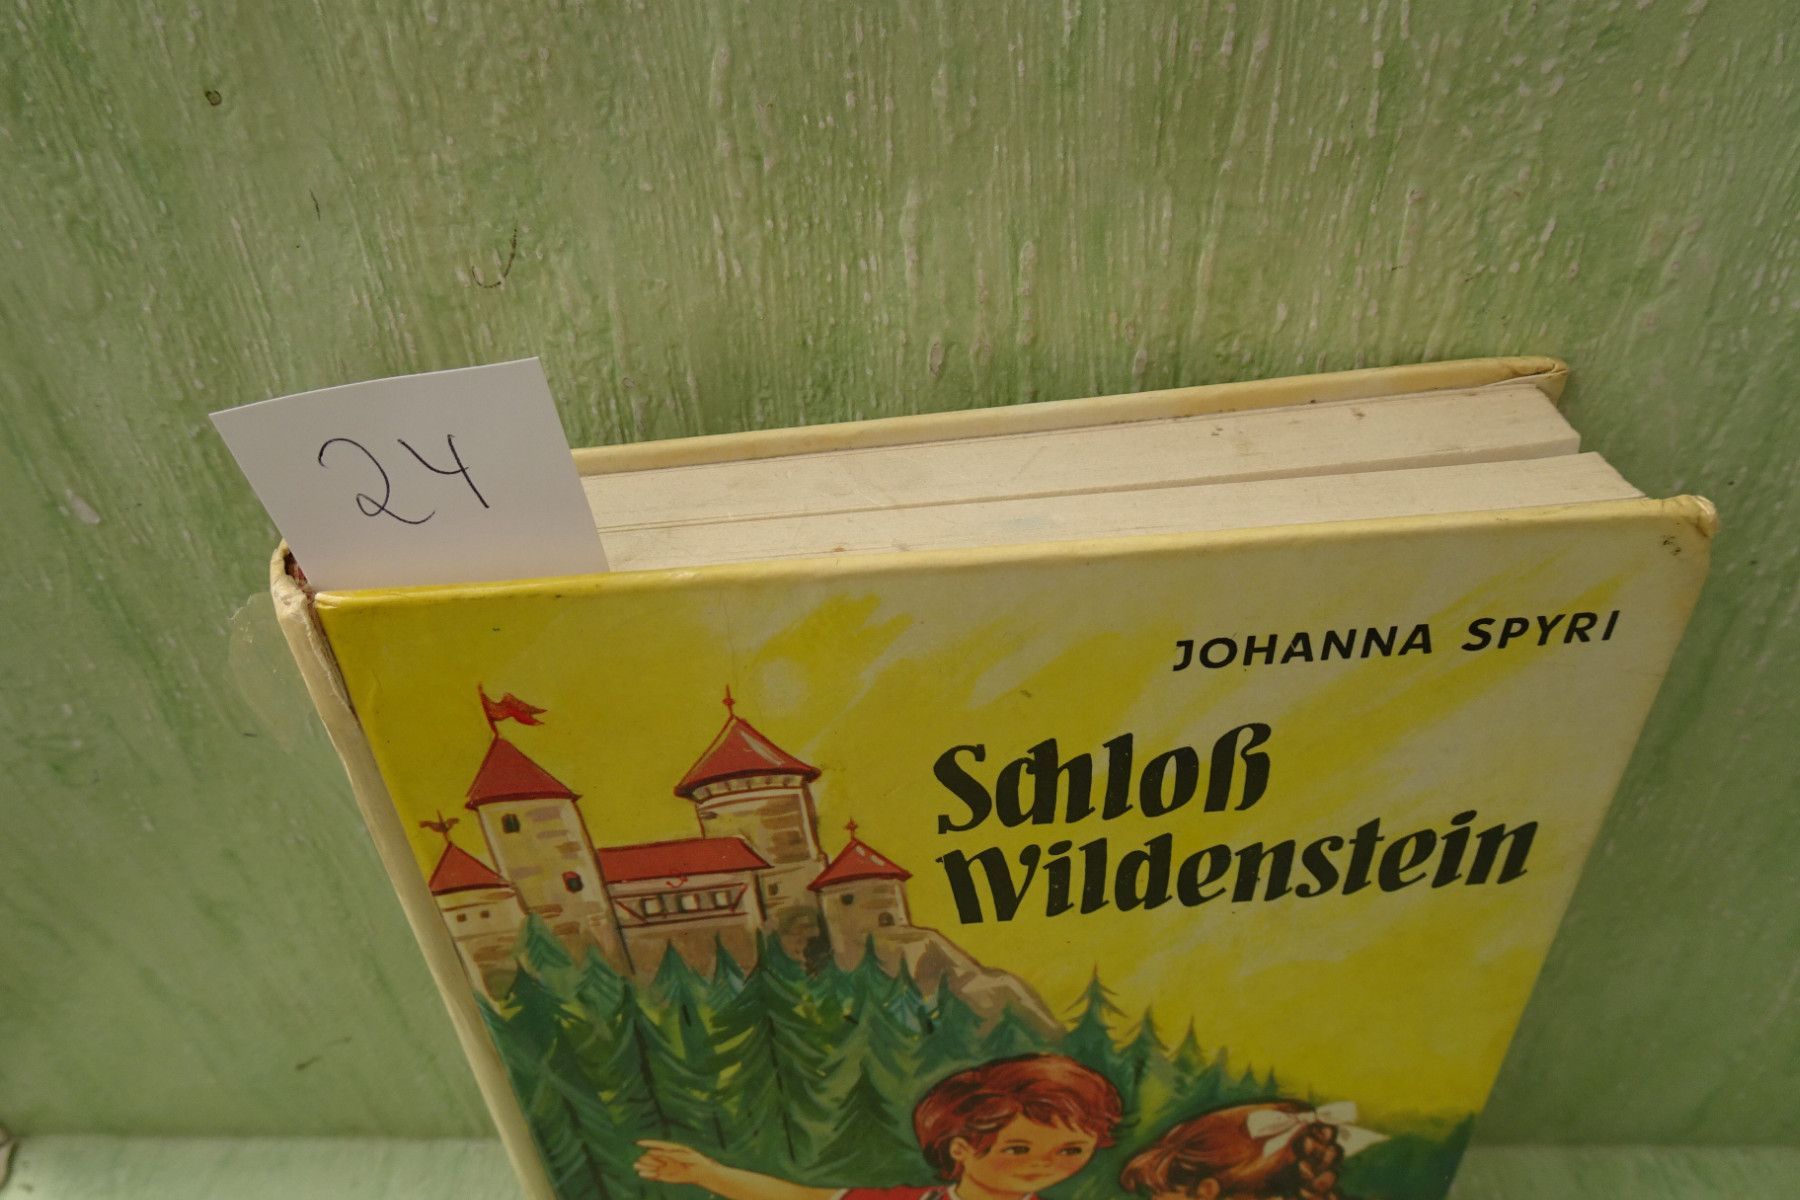 24
JOHANNA SPYRI
Schloß
Wildenstein